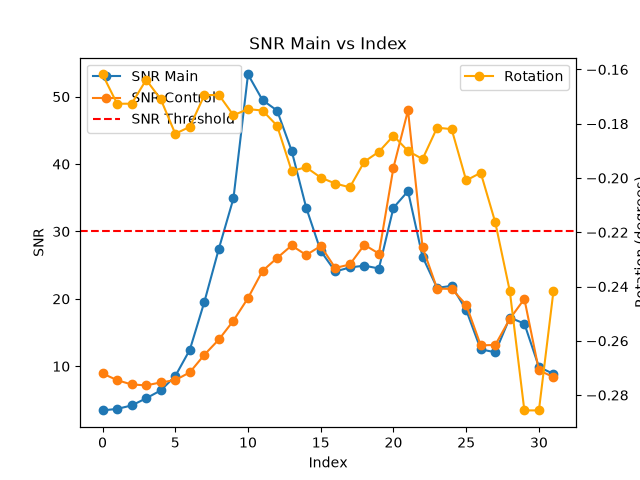 SNR Main vs Index
SNR Main
SNR Control
SNR Threshold
Rotation
50
40
30
20
10
SNR
−0.16
−0.18
−0.20
−0.22
−0.24
−0.26
−0.28
Rotation (degrees)
0 5 10 15 20 25 30
Index